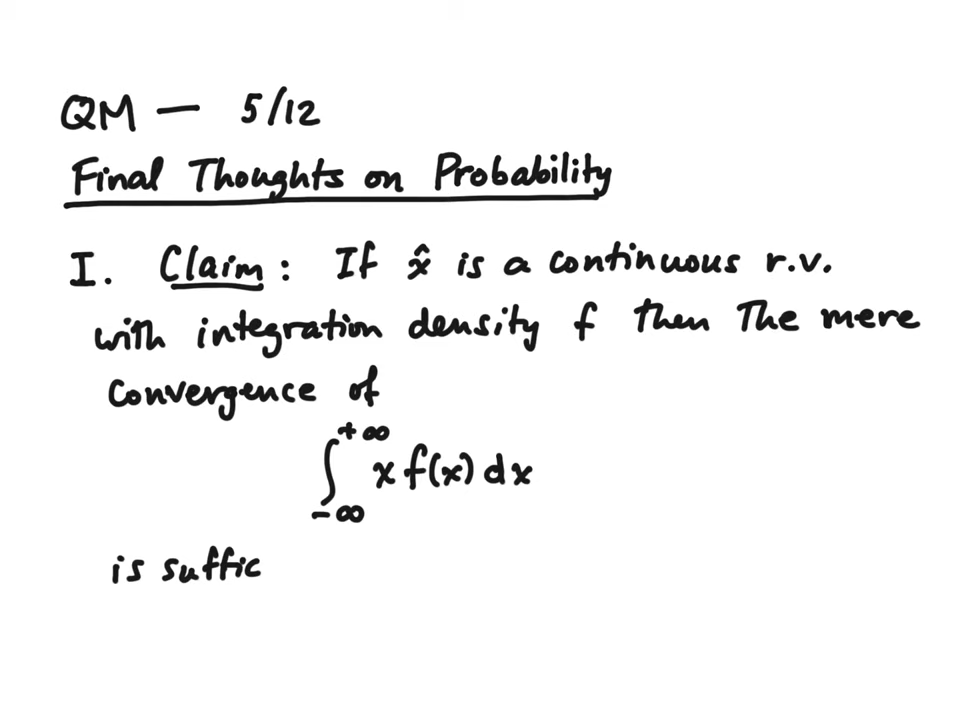 QM — 5/12
Final Thoughts on Probability
I. Claim: If x̂ is a continuous r.v.
with integration density f then The mere
convergence of
∫_{-∞}^{+∞} x f(x) dx
is suffic